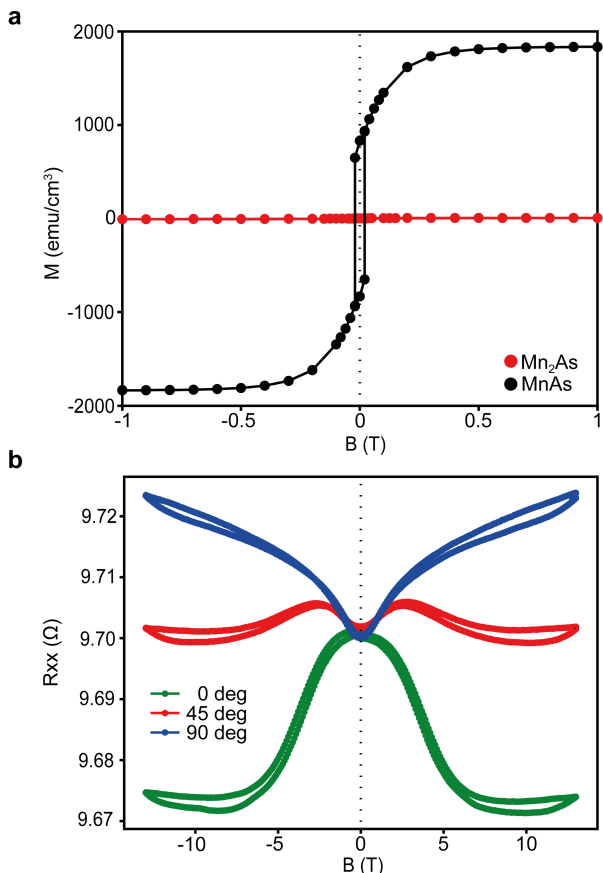 a
2000
1000
0
-1000
-2000
M (emu/cm³)
Mn₂As
MnAs
-1 -0.5 0 0.5 1
B (T)
b
9.72
9.71
9.70
9.69
9.68
9.67
Rxx (Ω)
0 deg
45 deg
90 deg
-10 -5 0 5 10
B (T)